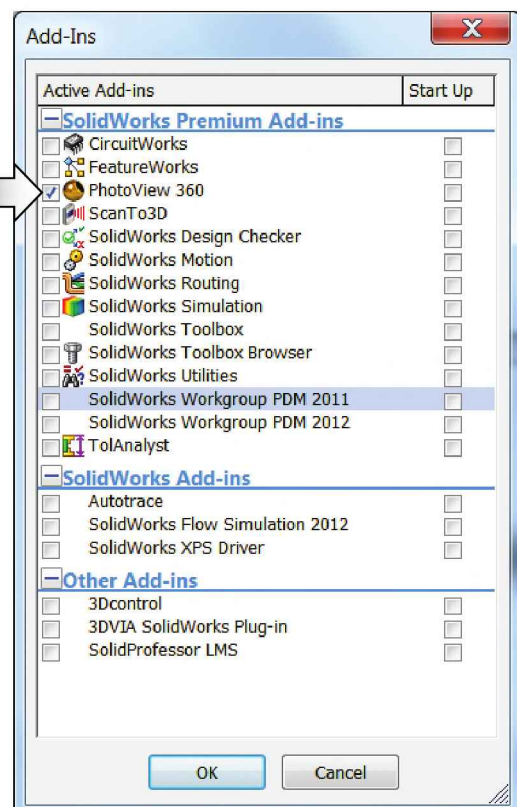 Add-Ins
Active Add-ins Start Up
SolidWorks Premium Add-ins
CircuitWorks
FeatureWorks
PhotoView 360
ScanTo3D
SolidWorks Design Checker
SolidWorks Motion
SolidWorks Routing
SolidWorks Simulation
SolidWorks Toolbox
SolidWorks Toolbox Browser
SolidWorks Utilities
SolidWorks Workgroup PDM 2011
SolidWorks Workgroup PDM 2012
TolAnalyst
SolidWorks Add-ins
Autotrace
SolidWorks Flow Simulation 2012
SolidWorks XPS Driver
Other Add-ins
3Dcontrol
3DVIA SolidWorks Plug-in
SolidProfessor LMS
OK Cancel